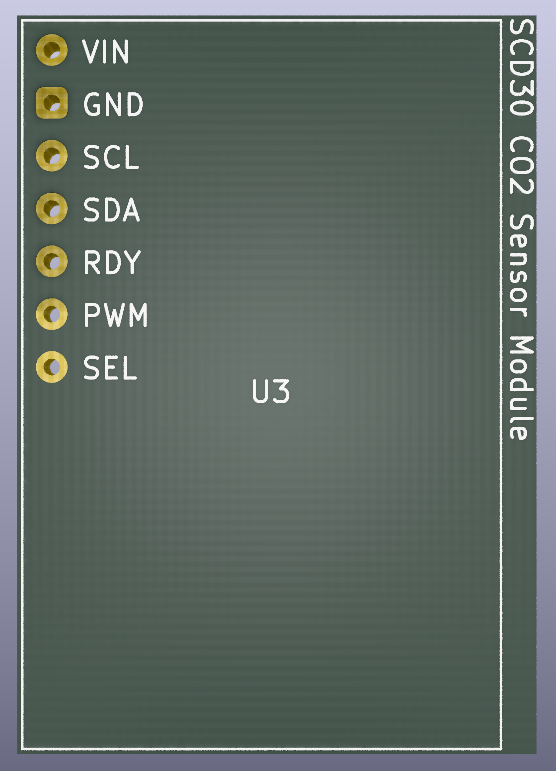 VIN
GND
SCL
SDA
RDY
PWM
SEL
U3
SCD30 CO2 Sensor Module